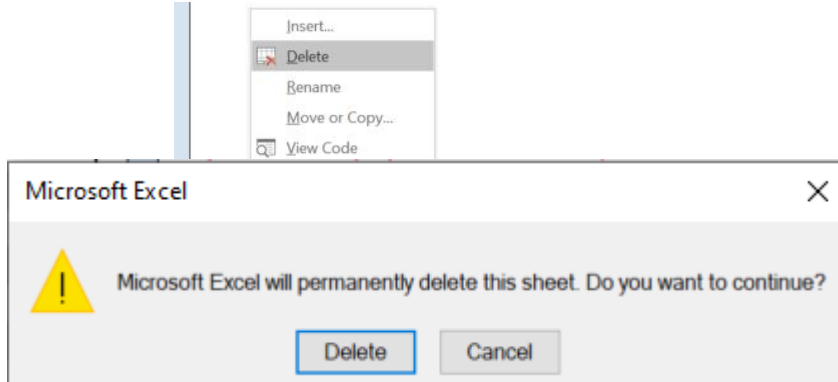 Insert...
Delete
Rename
Move or Copy...
View Code
Microsoft Excel
Microsoft Excel will permanently delete this sheet. Do you want to continue?
Delete Cancel